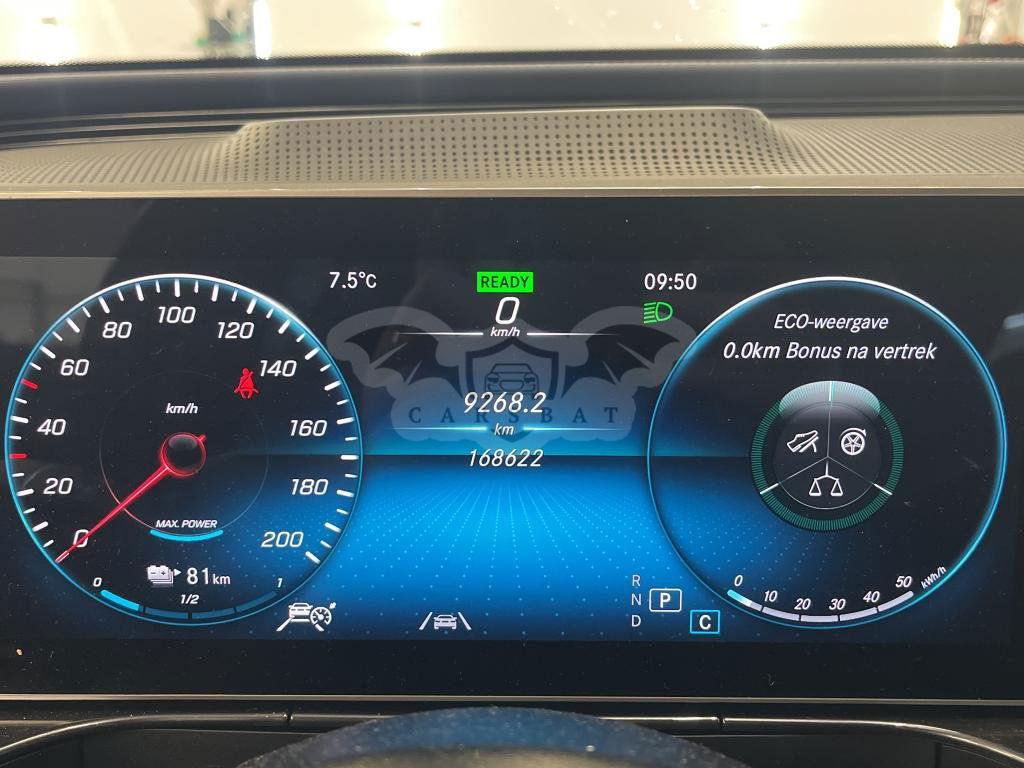 7.5°C
READY
09:50
0
km/h
ECO-weergave
0.0km Bonus na vertrek
0
20
40
60
80
100
120
140
160
180
200
km/h
MAX. POWER
9268.2
CARSBAT
km
168622
81 km
0 1/2 1
R
N P
D
C
0 10 20 30 40 50 kWh/h